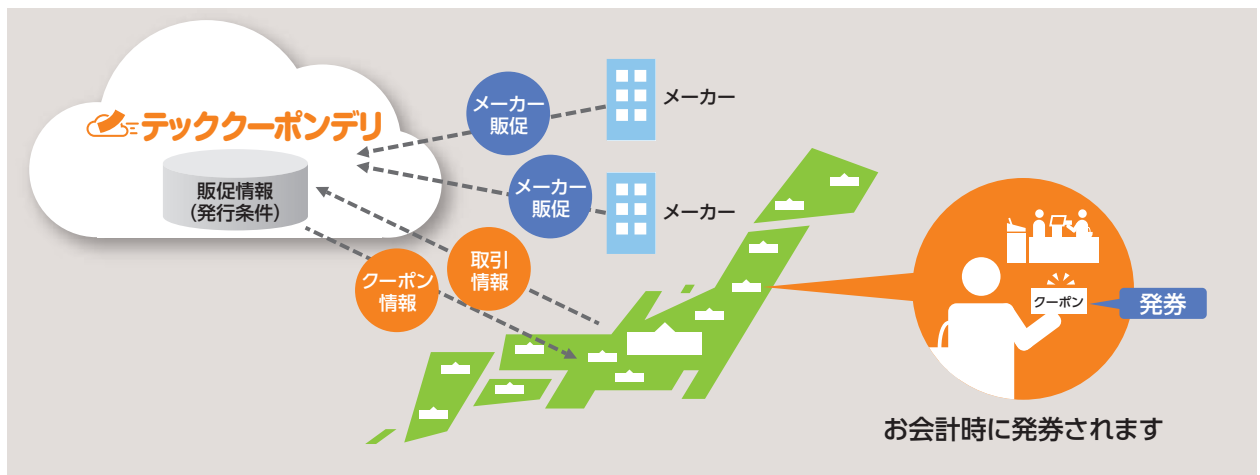 テッククーポンデリ
販促情報
(発行条件)
メーカー
販促
メーカー
メーカー
販促
メーカー
取引
情報
クーポン
情報
クーポン
発券
お会計時に発券されます